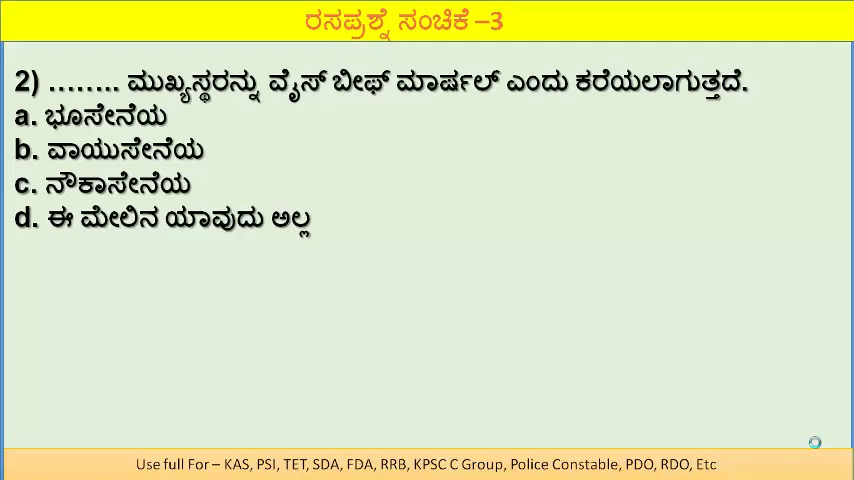 ರಸಪ್ರಶ್ನೆ ಸಂಚಿಕೆ –3
2) …….. ಮುಖ್ಯಸ್ಥರನ್ನು ವೈಸ್ ಬೀಫ್ ಮಾರ್ಷಲ್ ಎಂದು ಕರೆಯಲಾಗುತ್ತದೆ.
a. ಭೂಸೇನೆಯ
b. ವಾಯುಸೇನೆಯ
c. ನೌಕಾಸೇನೆಯ
d. ಈ ಮೇಲಿನ ಯಾವುದು ಅಲ್ಲ
Use full For – KAS, PSI, TET, SDA, FDA, RRB, KPSC C Group, Police Constable, PDO, RDO, Etc